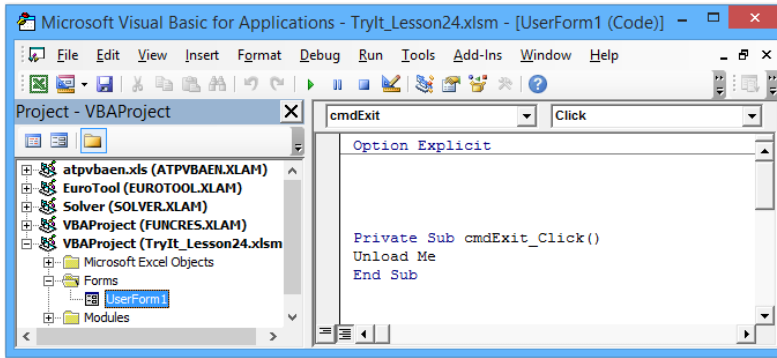 Microsoft Visual Basic for Applications - TryIt_Lesson24.xlsm - [UserForm1 (Code)]
File Edit View Insert Format Debug Run Tools Add-Ins Window Help
Project - VBAProject
cmdExit Click
atpvbaen.xls (ATPVBAEN.XLAM)
EuroTool (EUROTOOL.XLAM)
Solver (SOLVER.XLAM)
VBAProject (FUNCRES.XLAM)
VBAProject (TryIt_Lesson24.xlsm
Microsoft Excel Objects
Forms
UserForm1
Modules
Option Explicit
Private Sub cmdExit_Click()
Unload Me
End Sub